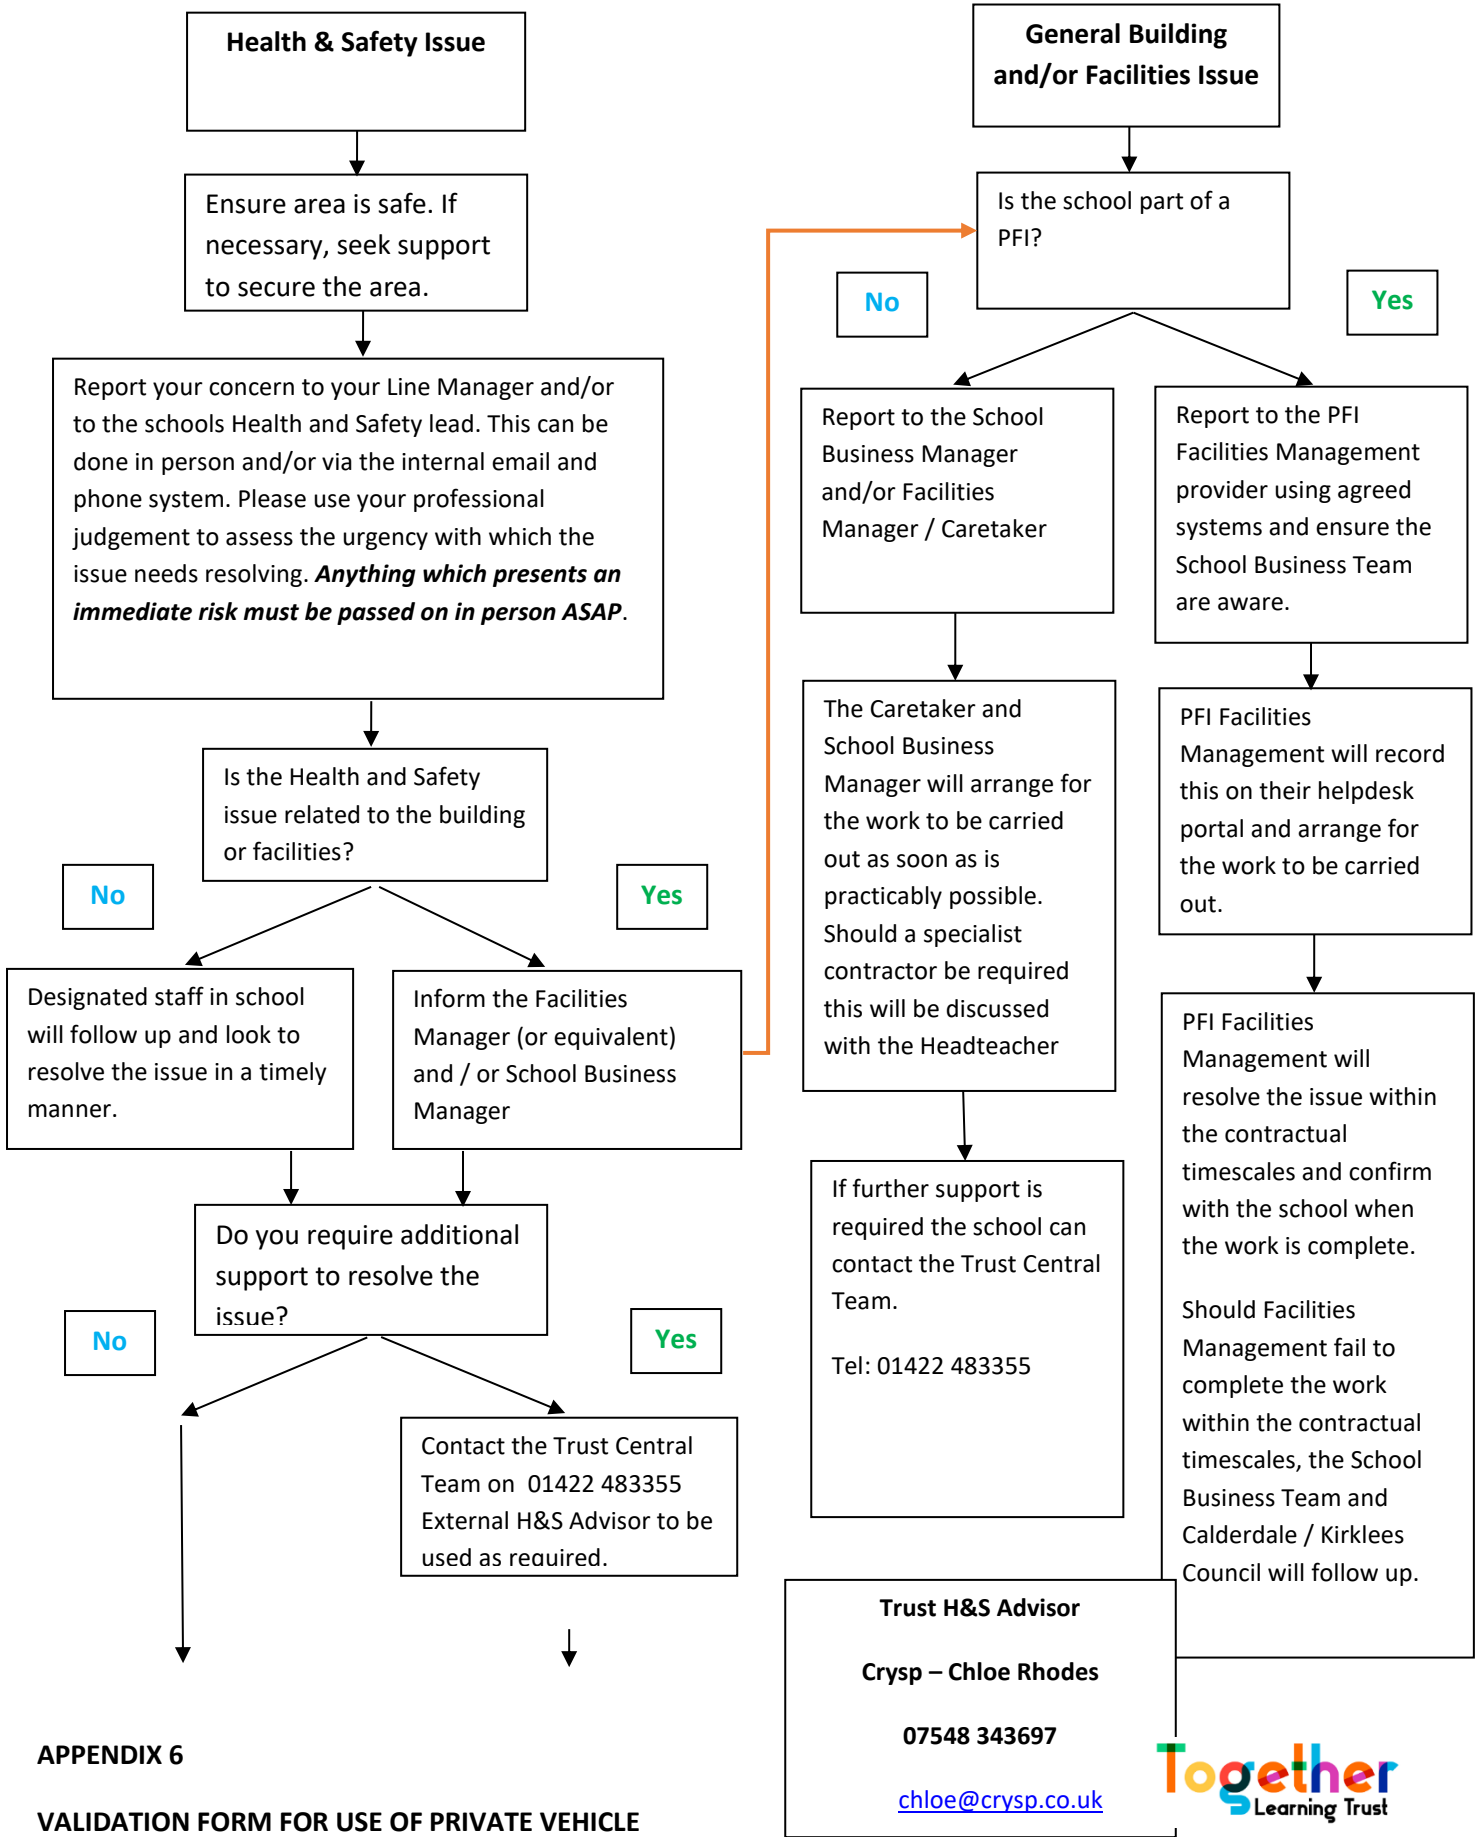 Health & Safety Issue
Ensure area is safe. If
necessary, seek support
to secure the area.
Report your concern to your Line Manager and/or
to the schools Health and Safety lead. This can be
done in person and/or via the internal email and
phone system. Please use your professional
judgement to assess the urgency with which the
issue needs resolving. Anything which presents an
immediate risk must be passed on in person ASAP.
Is the Health and Safety
issue related to the building
or facilities?
No
Yes
Designated staff in school
will follow up and look to
resolve the issue in a timely
manner.
Inform the Facilities
Manager (or equivalent)
and / or School Business
Manager
Do you require additional
support to resolve the
issue?
No
Yes
Contact the Trust Central
Team on  01422 483355
External H&S Advisor to be
used as required.
General Building
and/or Facilities Issue
Is the school part of a
PFI?
No
Yes
Report to the School
Business Manager
and/or Facilities
Manager / Caretaker
The Caretaker and
School Business
Manager will arrange for
the work to be carried
out as soon as is
practicably possible.
Should a specialist
contractor be required
this will be discussed
with the Headteacher
If further support is
required the school can
contact the Trust Central
Team.
Tel: 01422 483355
Report to the PFI
Facilities Management
provider using agreed
systems and ensure the
School Business Team
are aware.
PFI Facilities
Management will record
this on their helpdesk
portal and arrange for
the work to be carried
out.
PFI Facilities
Management will
resolve the issue within
the contractual
timescales and confirm
with the school when
the work is complete.
Should Facilities
Management fail to
complete the work
within the contractual
timescales, the School
Business Team and
Calderdale / Kirklees
Council will follow up.
Trust H&S Advisor
Crysp – Chloe Rhodes
07548 343697
chloe@crysp.co.uk
Together
Learning Trust
APPENDIX 6
VALIDATION FORM FOR USE OF PRIVATE VEHICLE